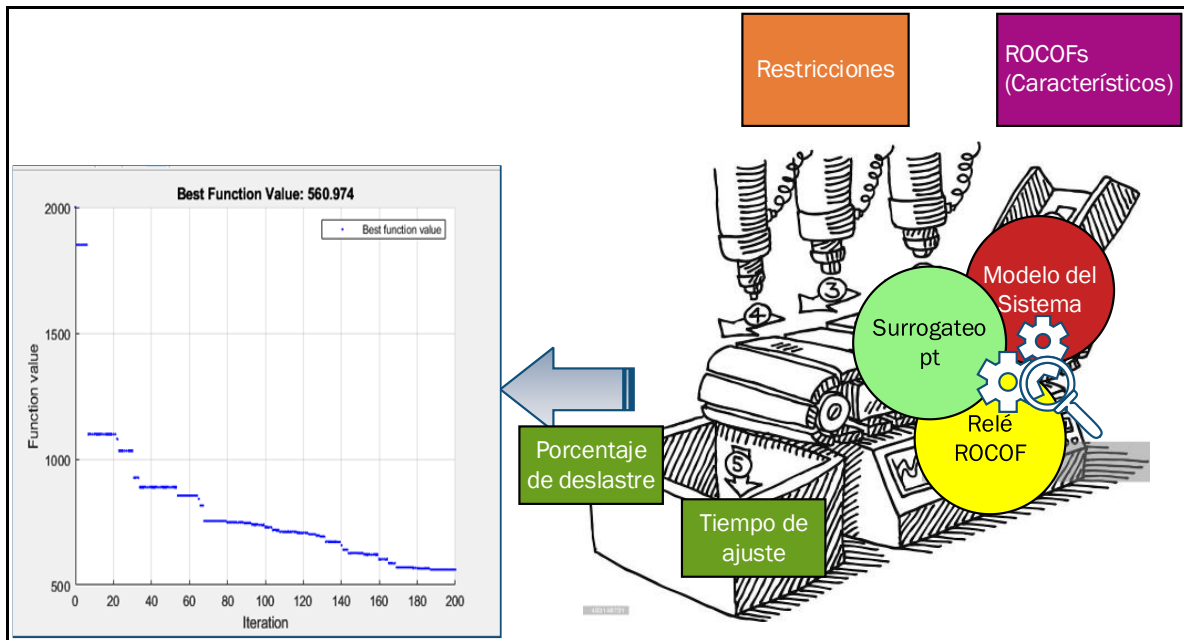 Restricciones
ROCOFs
(Característicos)
Best Function Value: 560.974
Best function value
2000
1500
1000
500
Function value
0
20
40
60
80
100
120
140
160
180
200
Iteration
3
4
5
Modelo del
Sistema
Surrogateo
pt
Relé
ROCOF
Porcentaje
de deslastre
Tiempo de
ajuste